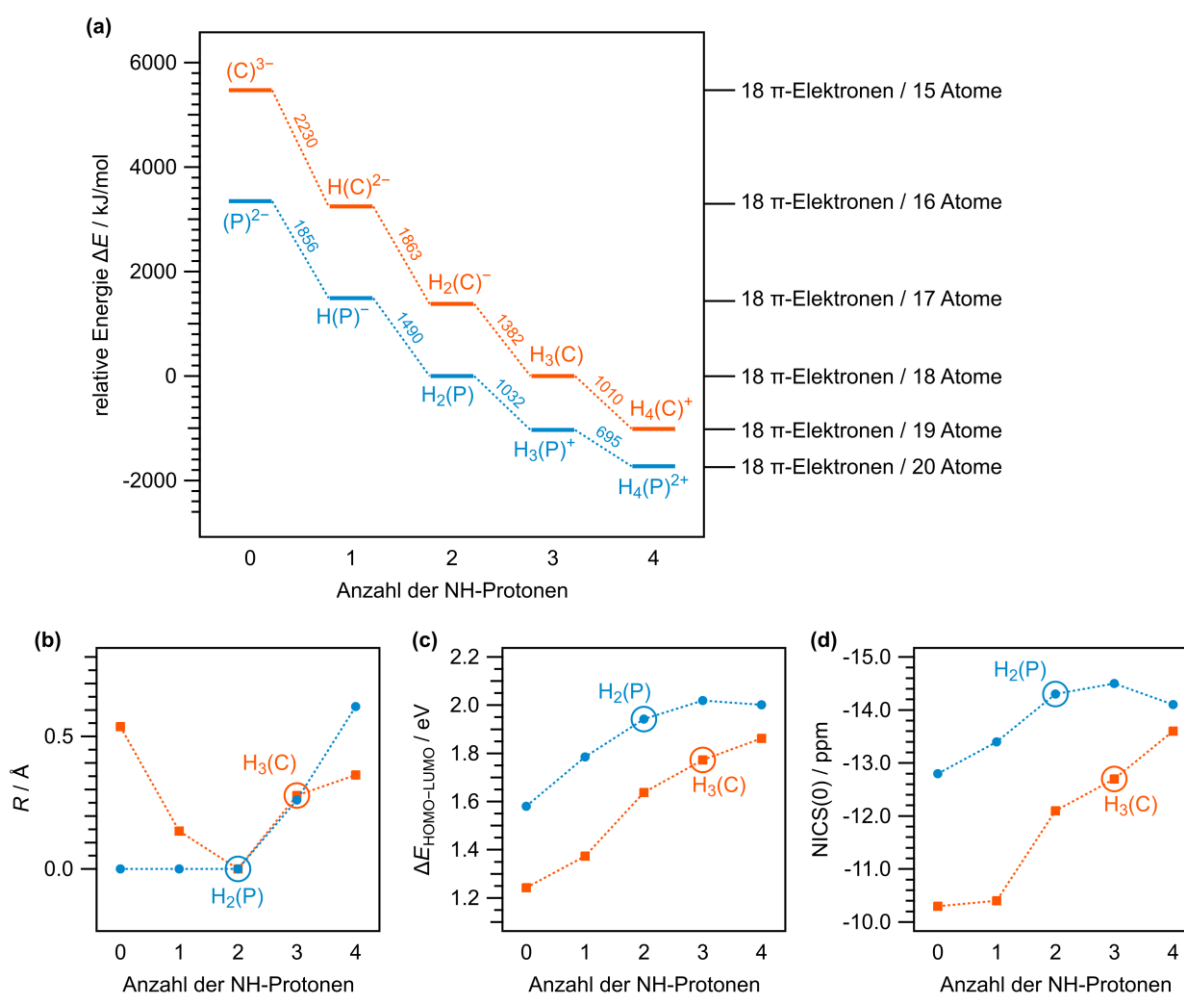 (a)
6000
4000
2000
0
-2000
relative Energie ΔE / kJ/mol
(C)³⁻
2230
H(C)²⁻
1863
H₂(C)⁻
1382
H₃(C)
1010
H₄(C)⁺
(P)²⁻
1856
H(P)⁻
1490
H₂(P)
1032
H₃(P)⁺
695
H₄(P)²⁺
18 π-Elektronen / 15 Atome
18 π-Elektronen / 16 Atome
18 π-Elektronen / 17 Atome
18 π-Elektronen / 18 Atome
18 π-Elektronen / 19 Atome
18 π-Elektronen / 20 Atome
0 1 2 3 4
Anzahl der NH-Protonen
(b)
0.5
0.0
R / Å
H₃(C)
H₂(P)
0 1 2 3 4
Anzahl der NH-Protonen
(c)
2.2
2.0
1.8
1.6
1.4
1.2
ΔE HOMO–LUMO / eV
H₂(P)
H₃(C)
0 1 2 3 4
Anzahl der NH-Protonen
(d)
-15.0
-14.0
-13.0
-12.0
-11.0
-10.0
NICS(0) / ppm
H₂(P)
H₃(C)
0 1 2 3 4
Anzahl der NH-Protonen